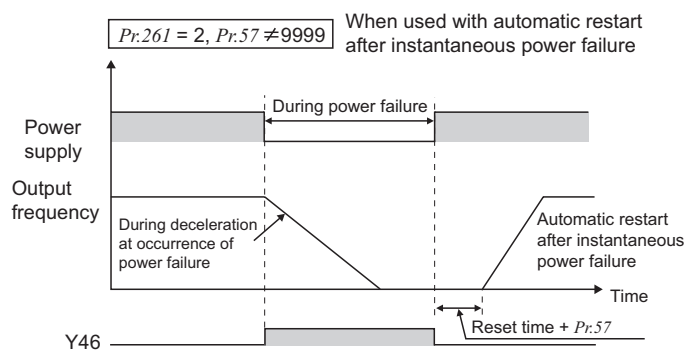 Pr.261 = 2, Pr.57 ≠9999
When used with automatic restart
after instantaneous power failure
During power failure
Power
supply
Output
frequency
During deceleration
at occurrence of
power failure
Automatic restart
after instantaneous
power failure
Time
Reset time + Pr.57
Y46